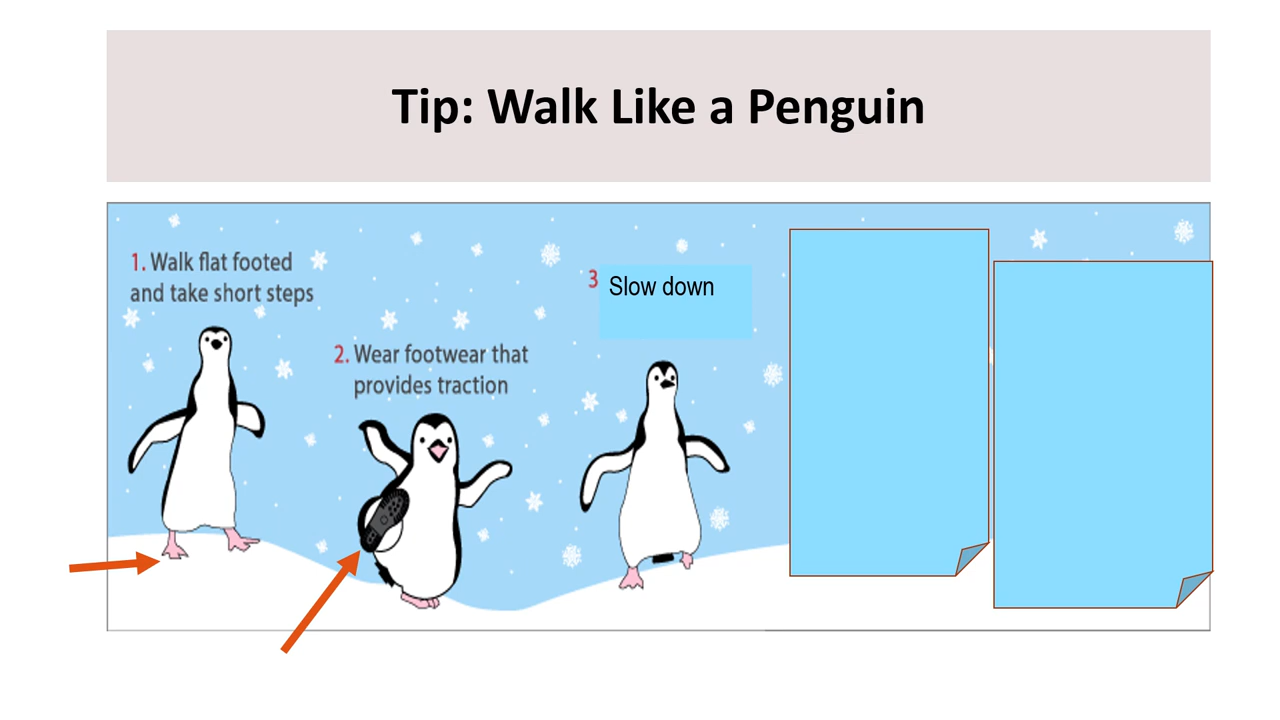 Tip: Walk Like a Penguin
1. Walk flat footed
and take short steps
2. Wear footwear that
provides traction
3 Slow down